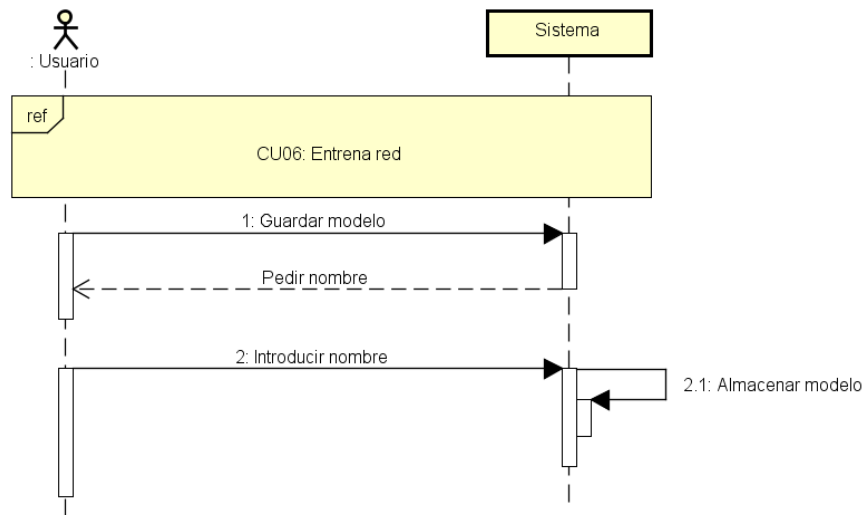 Sistema
: Usuario
ref
CU06: Entrena red
1: Guardar modelo
Pedir nombre
2: Introducir nombre
2.1: Almacenar modelo